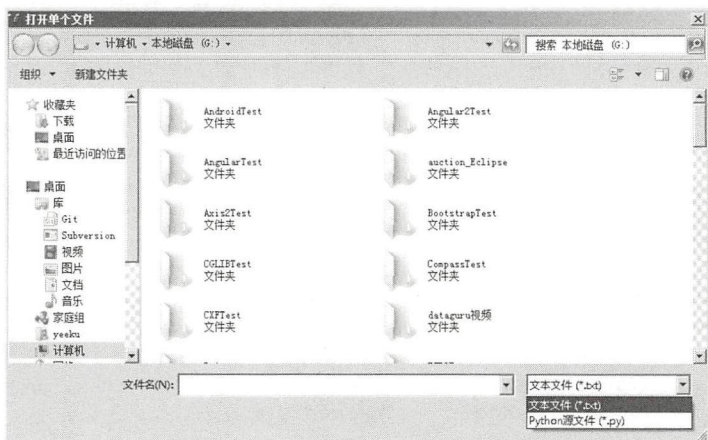 打开单个文件
计算机 本地磁盘 (G:)
搜索 本地磁盘 (G:)
组织 新建文件夹
收藏夹
下载
桌面
最近访问的位置
桌面
库
Git
Subversion
视频
图片
文档
音乐
家庭组
yeeku
计算机
AndroidTest
文件夹
Angular2Test
文件夹
AngularTest
文件夹
auction_Eclipse
文件夹
Axis2Test
文件夹
BootstrapTest
文件夹
CGLIBTest
文件夹
CompassTest
文件夹
CXFTest
文件夹
dataguru视频
文件夹
文件名(N):
文本文件 (*.txt)
文本文件 (*.txt)
Python源文件 (*.py)